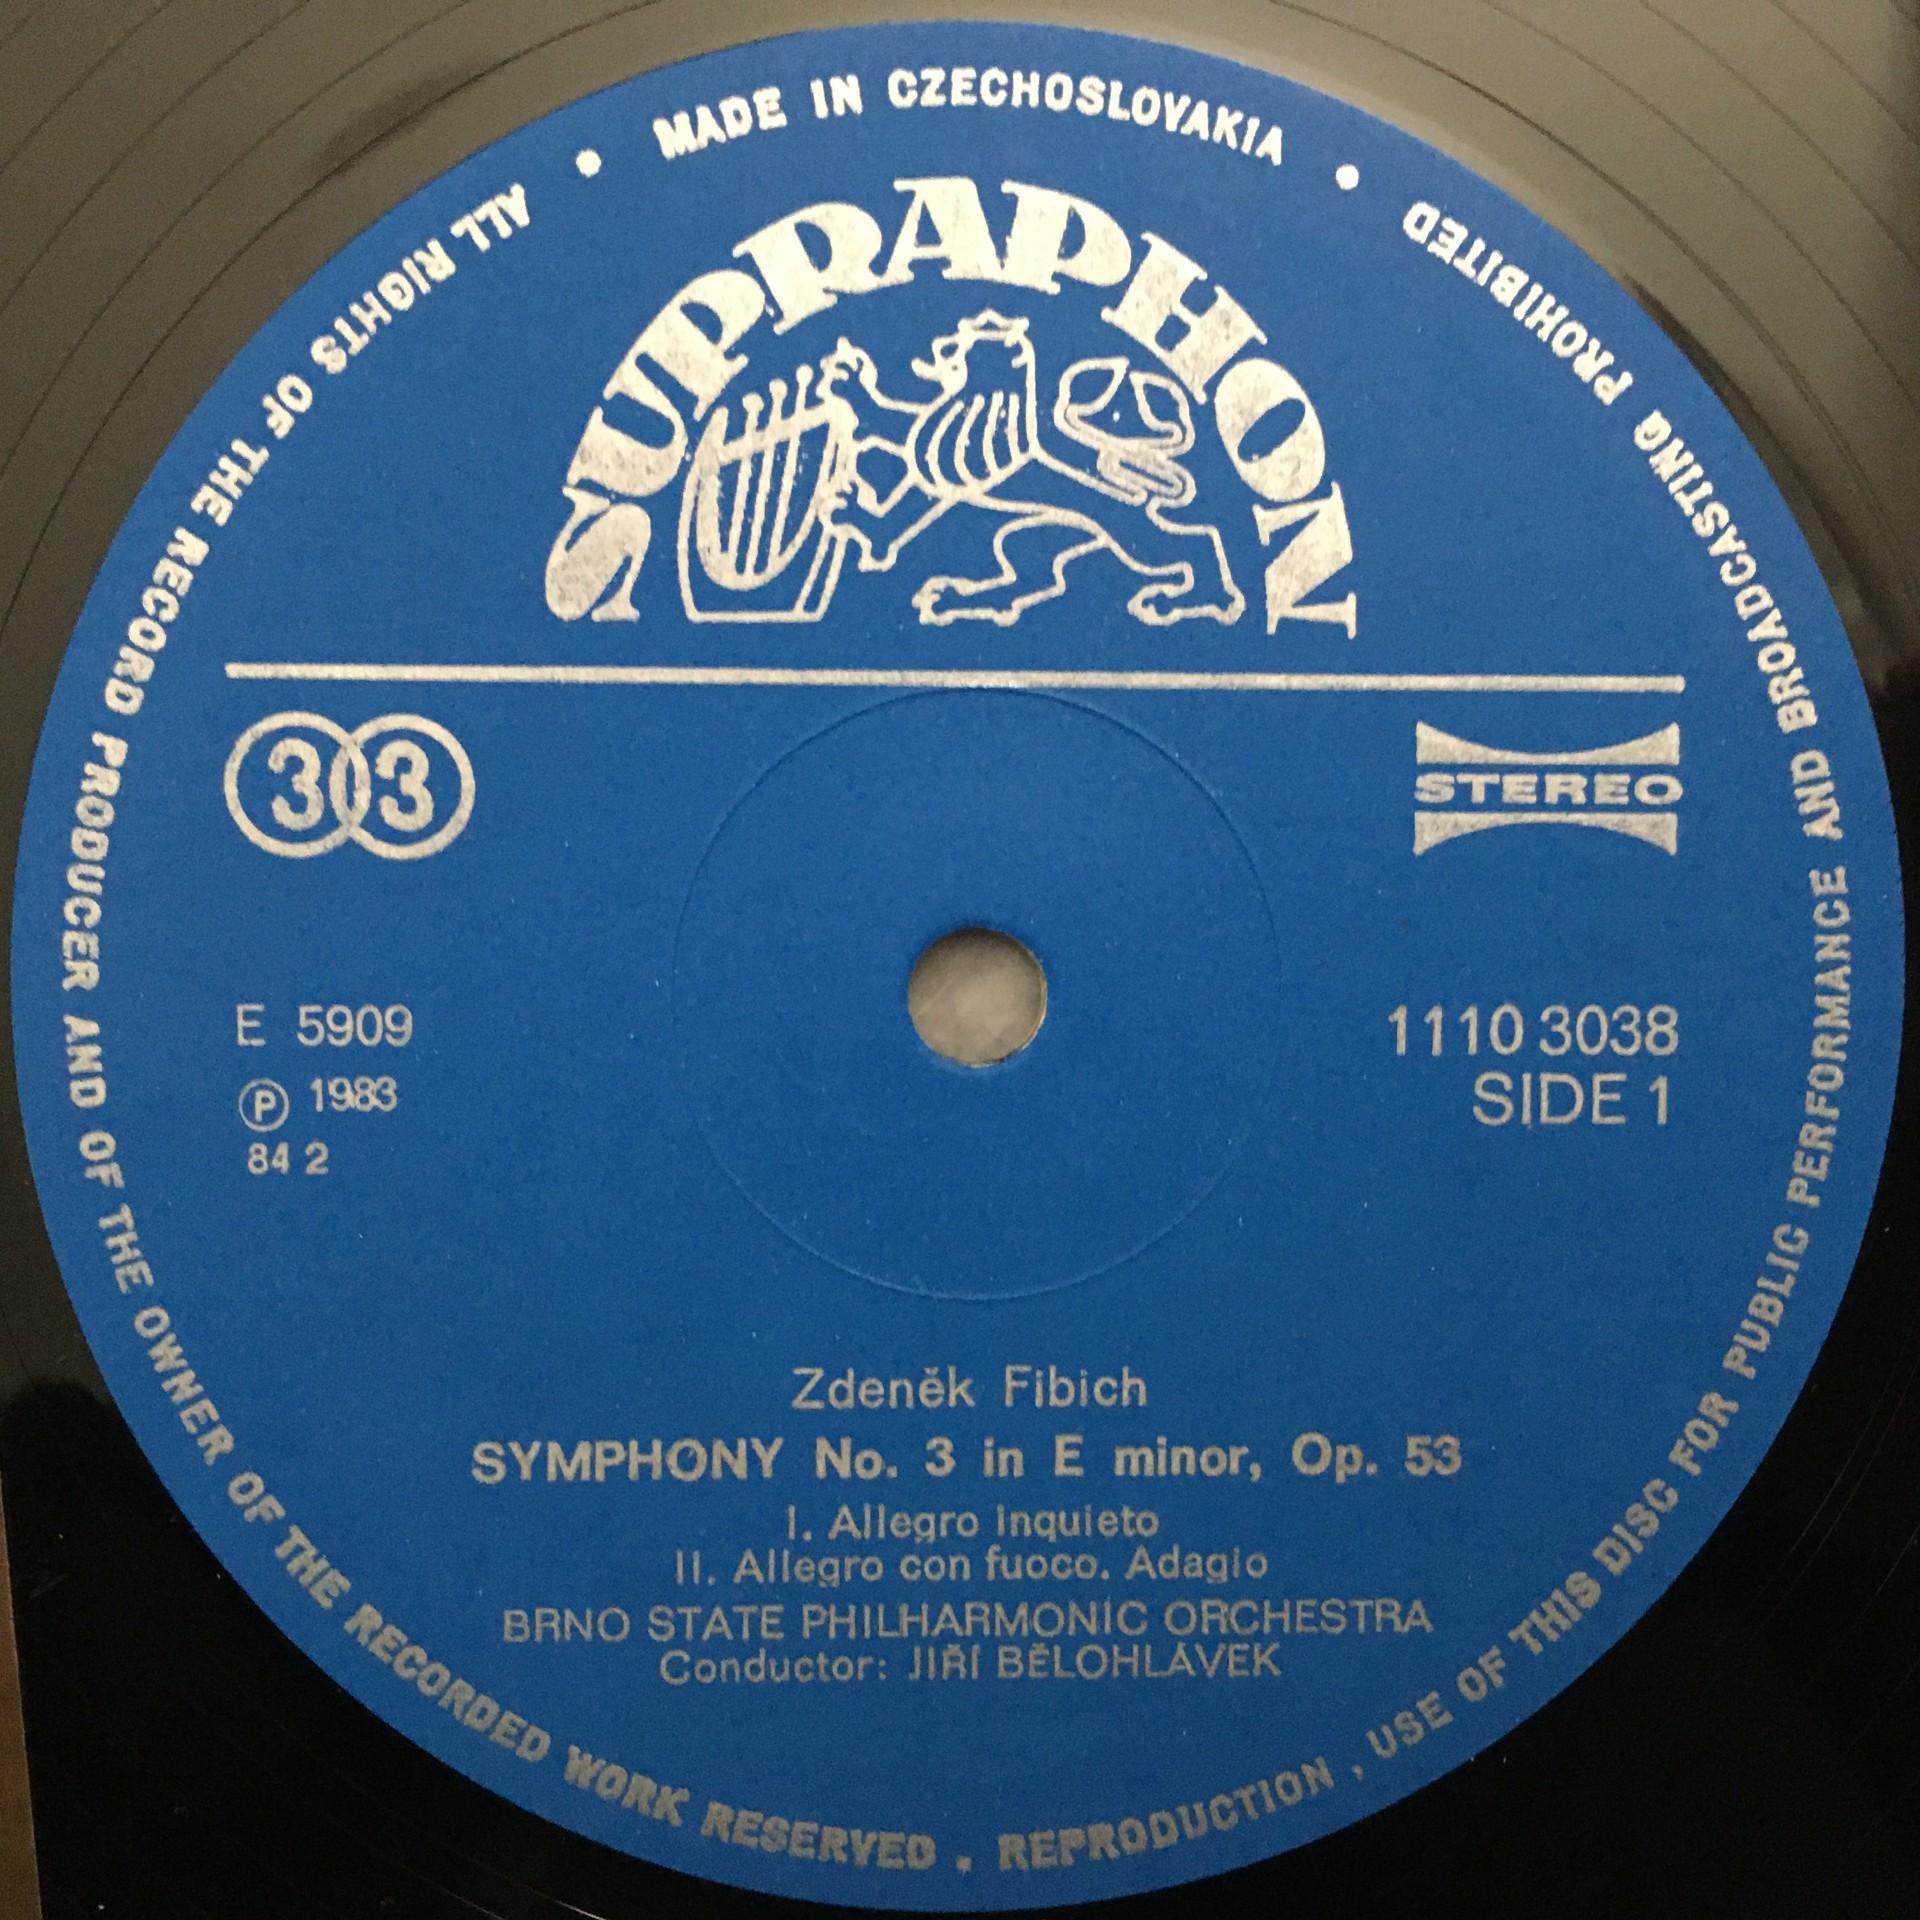 MADE IN CZECHOSLOVAKIA
SUPRAPHON
33
STEREO
E 5909
Ⓟ 1983
84 2
1110 3038
SIDE 1
Zdeněk Fibich
SYMPHONY No. 3 in E minor, Op. 53
I. Allegro inquieto
II. Allegro con fuoco. Adagio
BRNO STATE PHILHARMONIC ORCHESTRA
Conductor: JIŘÍ BĚLOHLÁVEK
ALL RIGHTS OF THE RECORD PRODUCER AND OF THE OWNER OF THE RECORDED WORK RESERVED . REPRODUCTION , USE OF THIS DISC FOR PUBLIC PERFORMANCE AND BROADCASTING PROHIBITED